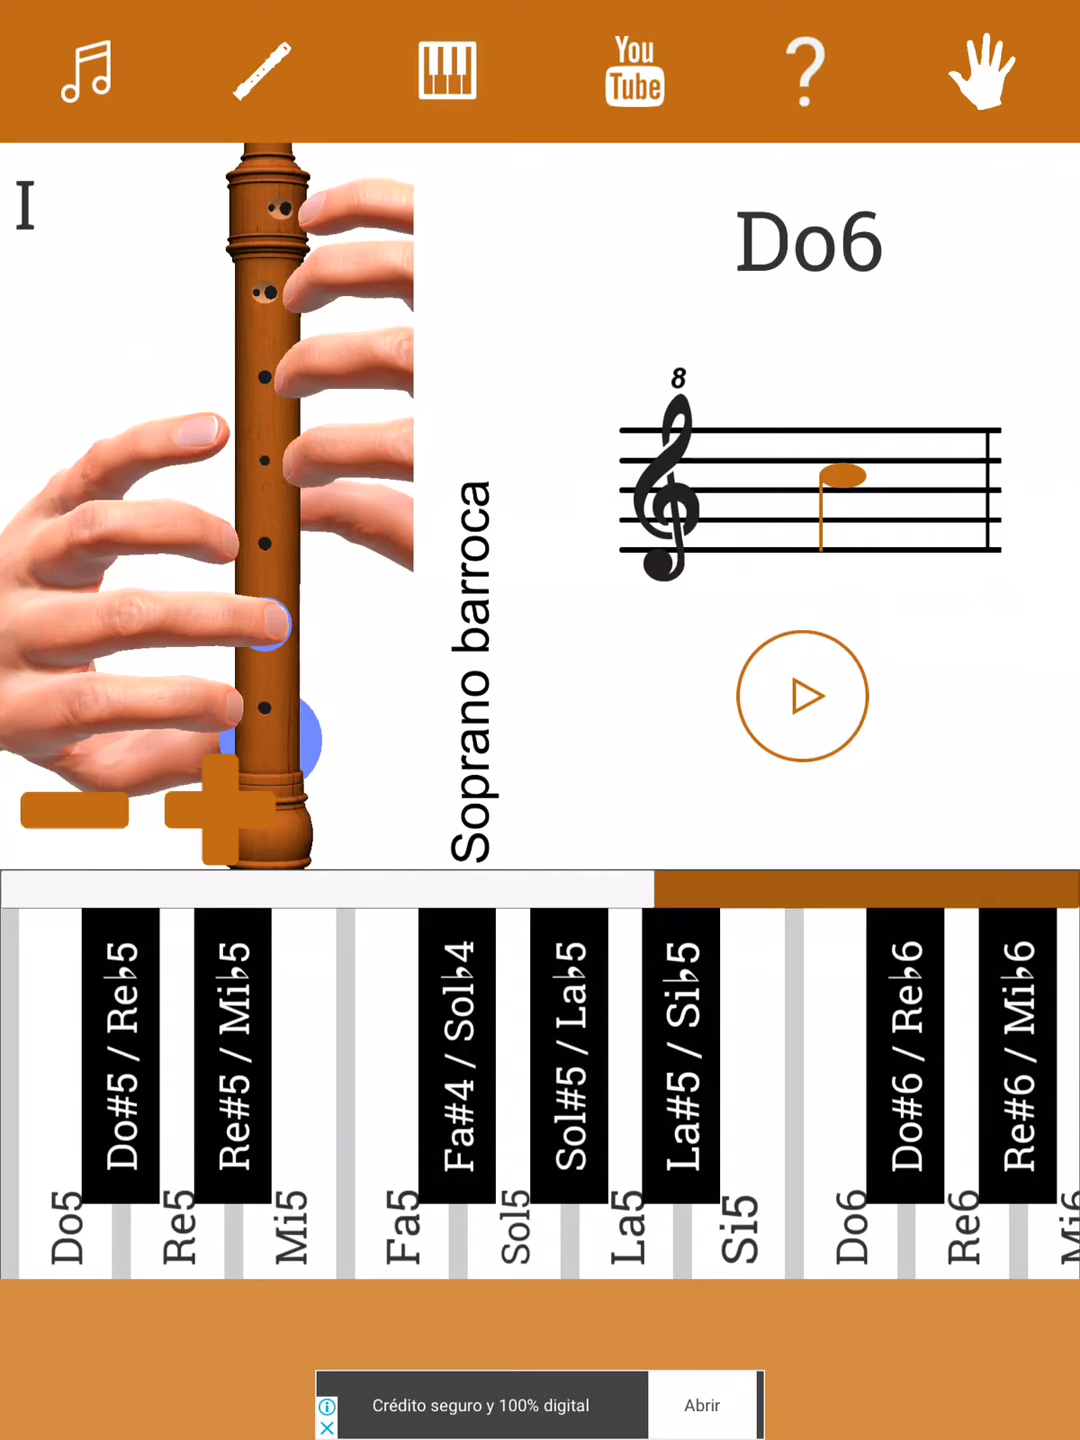 You
Tube
?
I
Do6
8
Soprano barroca
Do#5 / Re♭5
Re#5 / Mi♭5
Fa#4 / Sol♭4
Sol#5 / La♭5
La#5 / Si♭5
Do#6 / Re♭6
Re#6 / Mi♭6
Do5
Re5
Mi5
Fa5
Sol5
La5
Si5
Do6
Re6
Mi6
Crédito seguro y 100% digital
Abrir